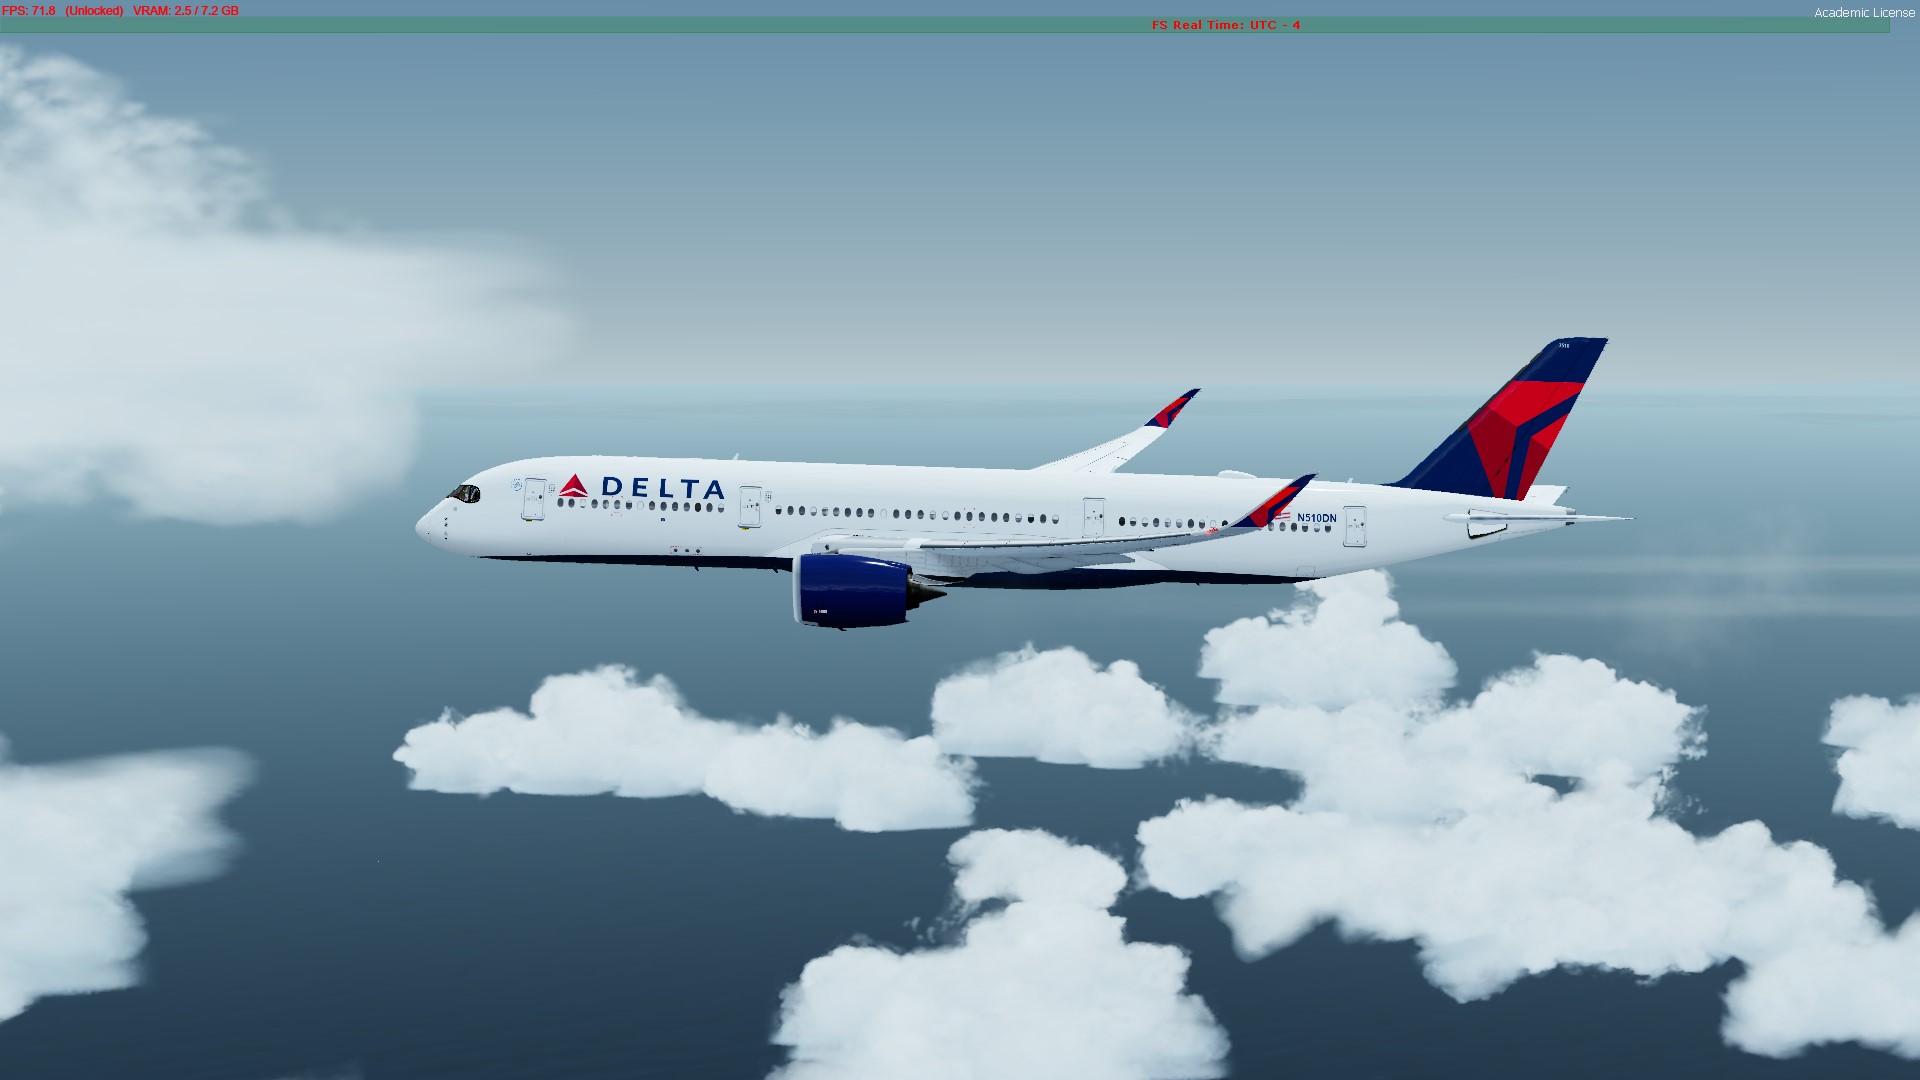 FPS: 71.8 (Unlocked) VRAM: 2.5 / 7.2 GB
Academic License
FS Real Time: UTC - 4
DELTA
N510DN